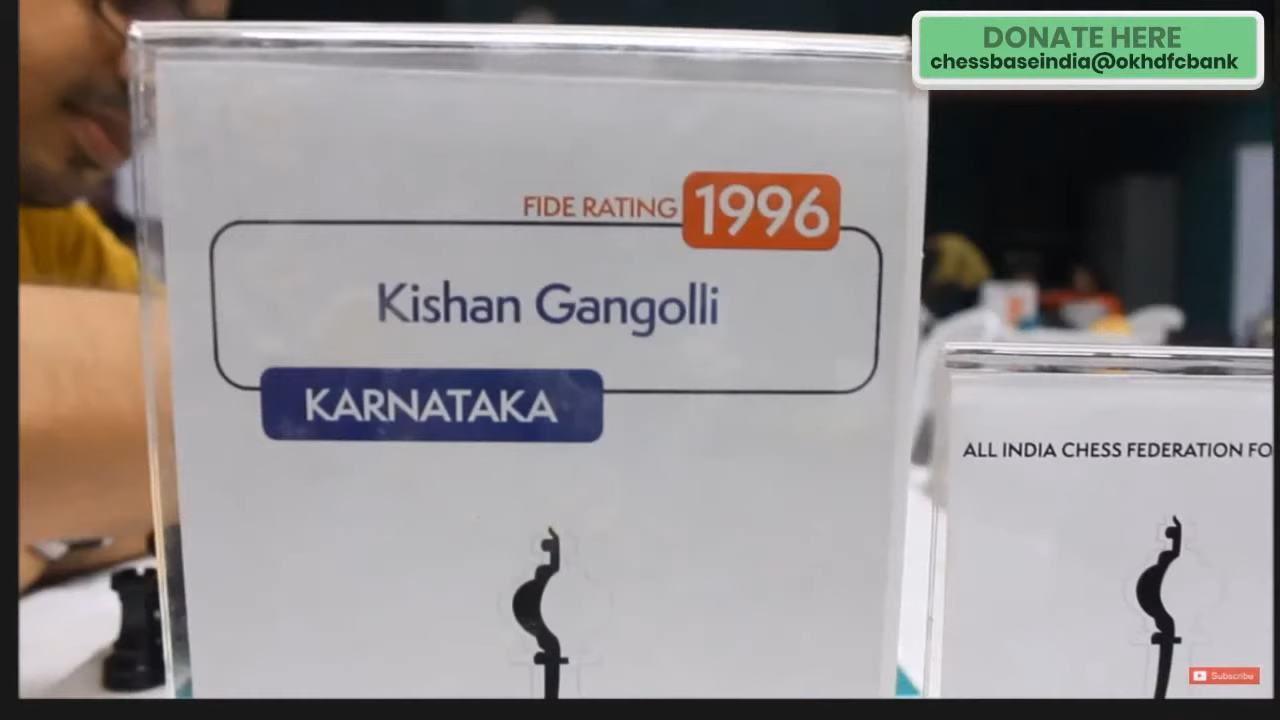 DONATE HERE
chessbaseindia@okhdfcbank
FIDE RATING 1996
Kishan Gangolli
KARNATAKA
ALL INDIA CHESS FEDERATION FO
Subscribe